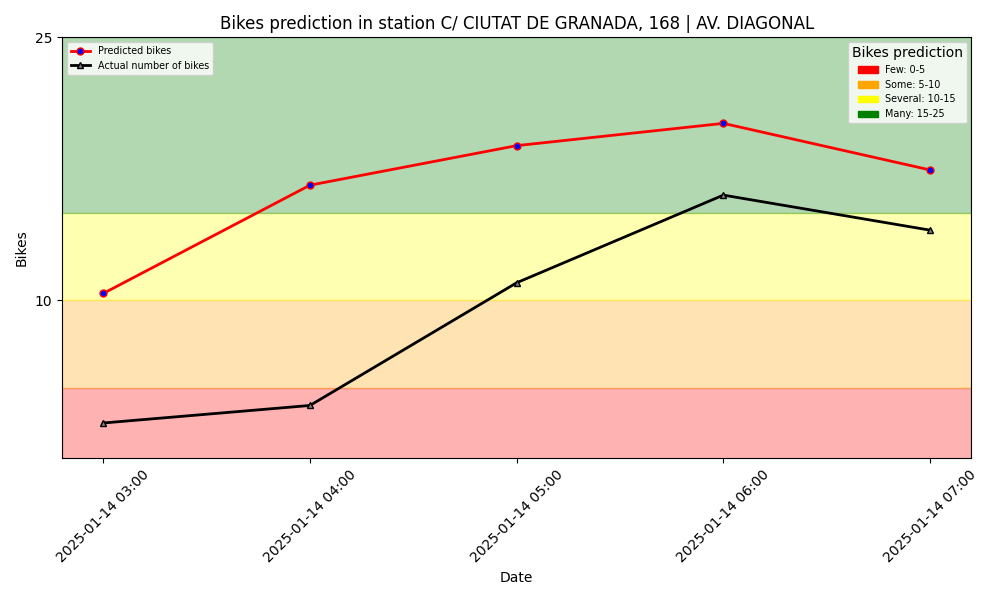 Bikes prediction in station C/ CIUTAT DE GRANADA, 168 | AV. DIAGONAL
25
Predicted bikes
Actual number of bikes
Bikes prediction
Few: 0-5
Some: 5-10
Several: 10-15
Many: 15-25
Bikes
10
2025-01-14 03:00
2025-01-14 04:00
2025-01-14 05:00
2025-01-14 06:00
2025-01-14 07:00
Date